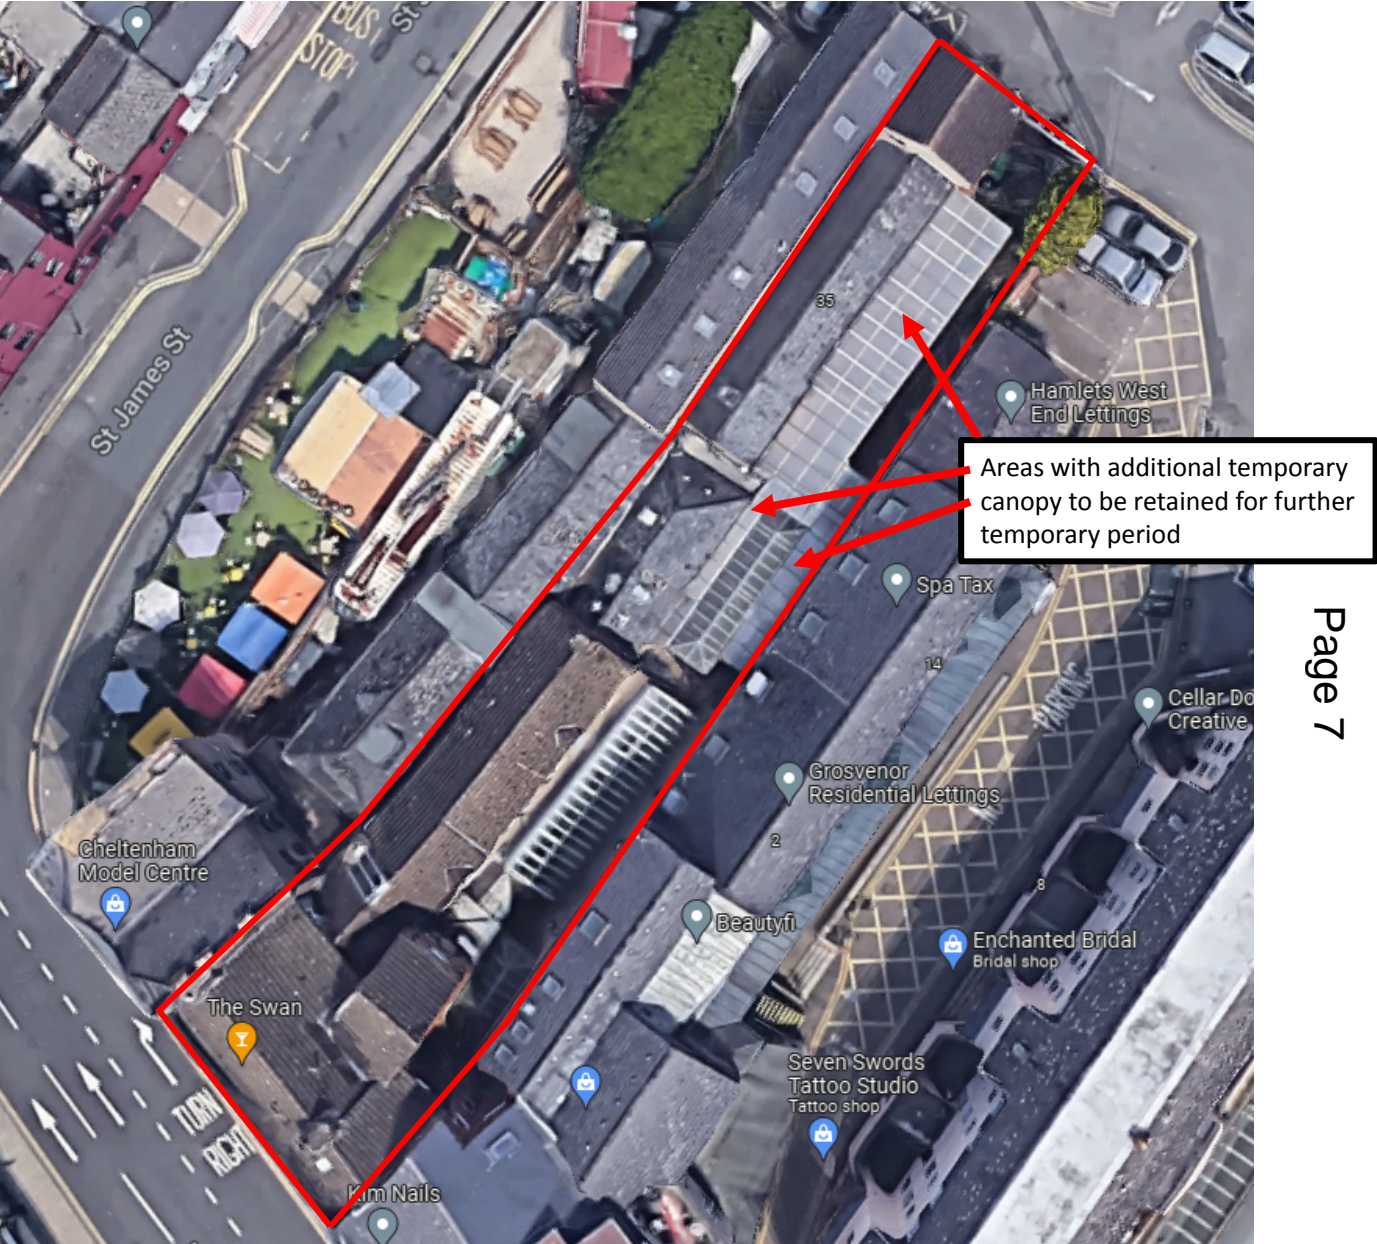 BUS
STOP
St J
St James St
35
Hamlets West
End Lettings
Areas with additional temporary
canopy to be retained for further
temporary period
Spa Tax
14
PARKING
Cellar Do
Creative
Page 7
Grosvenor
Residential Lettings
2
8
Cheltenham
Model Centre
Beautyfi
Enchanted Bridal
Bridal shop
The Swan
TURN
RIGHT
Seven Swords
Tattoo Studio
Tattoo shop
Kim Nails